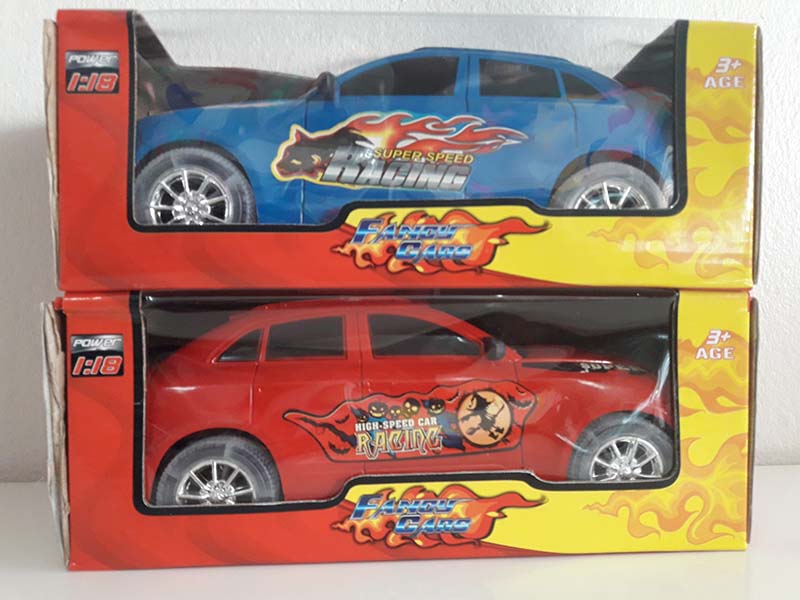 POWER
1:18
3+
AGE
SUPER SPEED
RACING
FANCY
CARS
POWER
1:18
3+
AGE
HIGH-SPEED CAR
RACING
FANCY
CARS